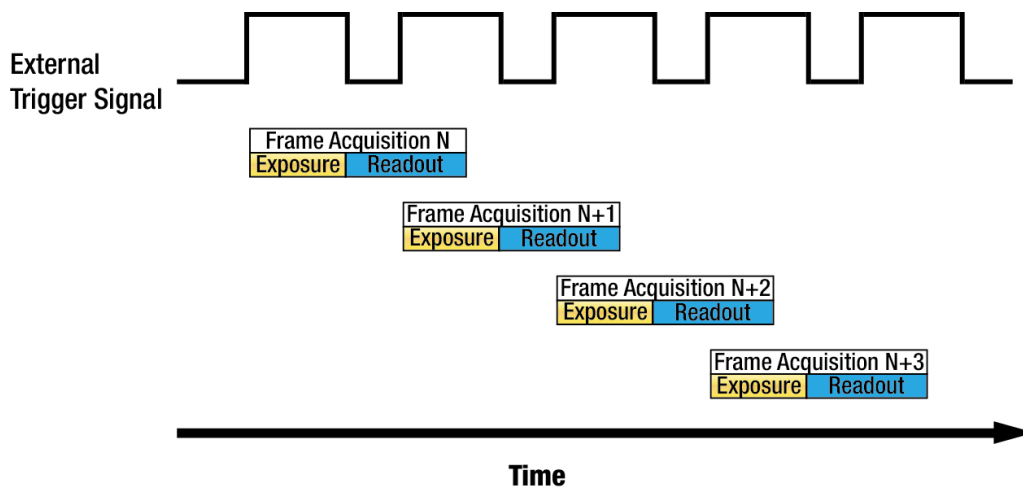 External
Trigger Signal
Frame Acquisition N
Exposure Readout
Frame Acquisition N+1
Exposure Readout
Frame Acquisition N+2
Exposure Readout
Frame Acquisition N+3
Exposure Readout
Time